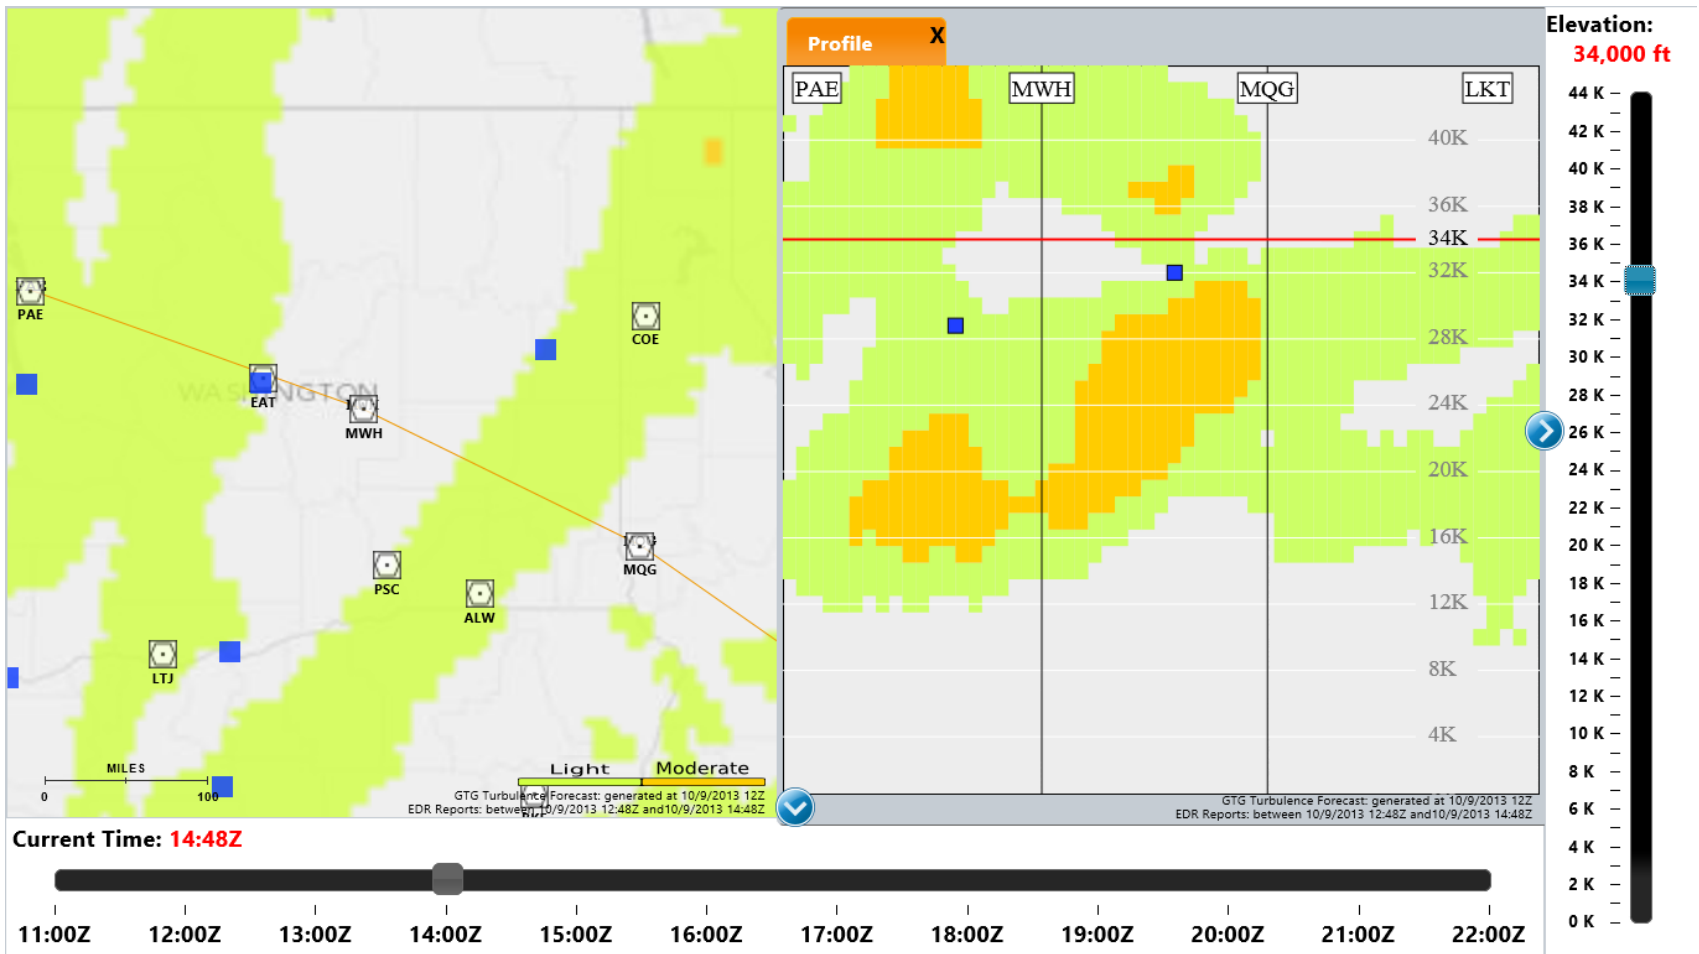 Profile
X
PAE
MWH
MQG
LKT
40K
36K
34K
32K
28K
24K
20K
16K
12K
8K
4K
GTG Turbulence Forecast: generated at 10/9/2013 12Z
EDR Reports: between 10/9/2013 12:48Z and10/9/2013 14:48Z
PAE
COE
WASHINGTON
EAT
MWH
MQG
PSC
ALW
LTJ
MILES
0
100
Light
Moderate
GTG Turbulence Forecast: generated at 10/9/2013 12Z
EDR Reports: between 10/9/2013 12:48Z and10/9/2013 14:48Z
Elevation:
34,000 ft
44 K
42 K
40 K
38 K
36 K
34 K
32 K
30 K
28 K
26 K
24 K
22 K
20 K
18 K
16 K
14 K
12 K
10 K
8 K
6 K
4 K
2 K
0 K
Current Time: 14:48Z
11:00Z
12:00Z
13:00Z
14:00Z
15:00Z
16:00Z
17:00Z
18:00Z
19:00Z
20:00Z
21:00Z
22:00Z